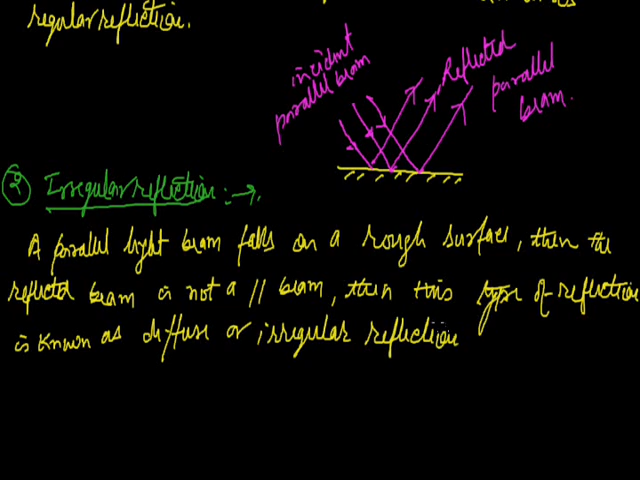 regular reflection.
incident
parallel beam
Reflected
parallel
beam.
② Irregular reflection :→
A parallel light beam falls on a rough surface, then the
reflected beam is not a // beam, then this type of reflection
is known as diffuse or irregular reflection